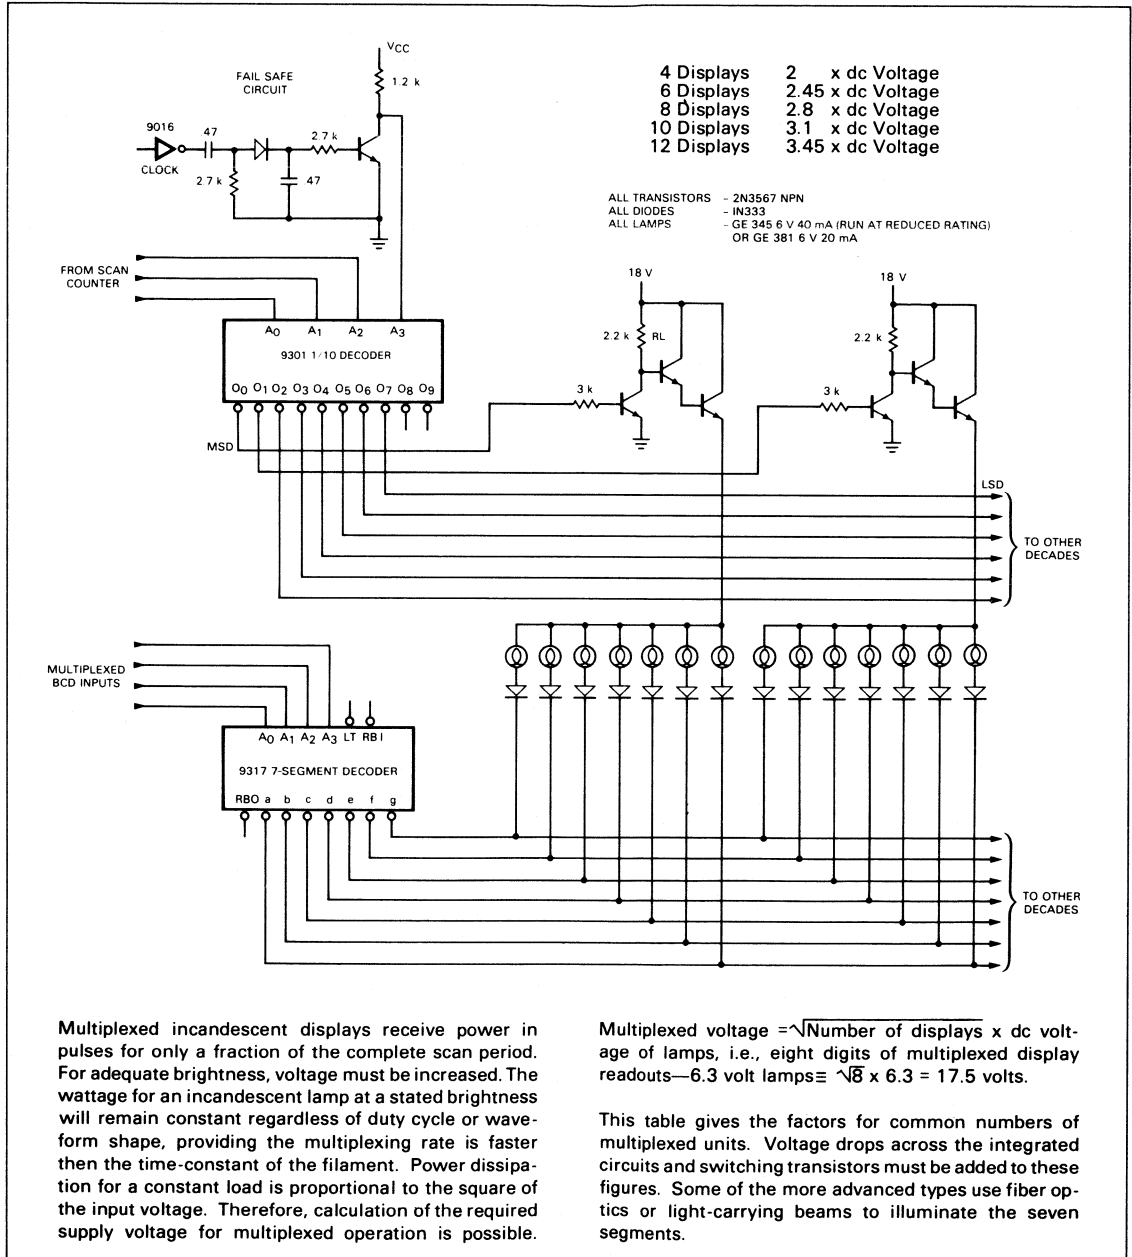 VCC
FAIL SAFE
CIRCUIT
1.2 k
4 Displays 2 x dc Voltage
6 Displays 2.45 x dc Voltage
8 Displays 2.8 x dc Voltage
10 Displays 3.1 x dc Voltage
12 Displays 3.45 x dc Voltage
9016
47
2.7 k
CLOCK
2.7 k
47
ALL TRANSISTORS - 2N3567 NPN
ALL DIODES - IN333
ALL LAMPS - GE 345 6 V 40 mA (RUN AT REDUCED RATING)
OR GE 381 6 V 20 mA
FROM SCAN
COUNTER
18 V
18 V
A0 A1 A2 A3
9301 1/10 DECODER
O0 O1 O2 O3 O4 O5 O6 O7 O8 O9
2.2 k RL
2.2 k
3 k
3 k
MSD
LSD
TO OTHER
DECADES
MULTIPLEXED
BCD INPUTS
A0 A1 A2 A3 LT RBI
9317 7-SEGMENT DECODER
RBO a b c d e f g
TO OTHER
DECADES
Multiplexed incandescent displays receive power in
pulses for only a fraction of the complete scan period.
For adequate brightness, voltage must be increased. The
wattage for an incandescent lamp at a stated brightness
will remain constant regardless of duty cycle or wave-
form shape, providing the multiplexing rate is faster
then the time-constant of the filament. Power dissipa-
tion for a constant load is proportional to the square of
the input voltage. Therefore, calculation of the required
supply voltage for multiplexed operation is possible.
Multiplexed voltage =√Number of displays x dc volt-
age of lamps, i.e., eight digits of multiplexed display
readouts—6.3 volt lamps≡ √8 x 6.3 = 17.5 volts.
This table gives the factors for common numbers of
multiplexed units. Voltage drops across the integrated
circuits and switching transistors must be added to these
figures. Some of the more advanced types use fiber op-
tics or light-carrying beams to illuminate the seven
segments.